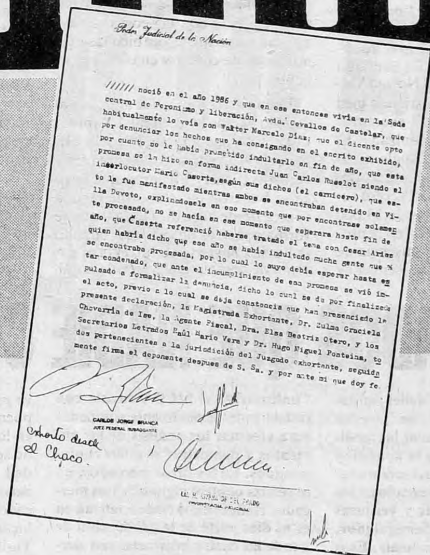 Poder Judicial de la Nación
////// noció en el año 1986 y que en ese entonces vivía en la Sede
central de Peronismo y liberación, Avda. Cevallos de Castelar, que
habitualmente lo veía con Walter Marcelo Díaz; que el dicente optó
por denunciar los hechos que ha consignado en el escrito exhibido,
por cuanto se le había prometido indultarlo en fin de año, que esta
promesa se la hizo en forma indirecta Juan Carlos Rousselot siendo el
interlocutor Mario Caserta, según sus dichos (el carnicero), que es-
to le fue manifestado mientras ambos se encontraban detenido en Vi-
lla Devoto, explicándosele en ese momento que por encontrarse solamen
te procesado, no se hacía en ese momento que esperara hasta fin de
año, que Caserta referenció haberse tratado el tema con Cesar Arias
quien habría dicho que ese año se había indultado mucha gente que
se encontraba procesada, por lo cual lo suyo debía esperar hasta es
tar condenado, que ante el incumplimiento de esa promesa se vió im-
pulsado a formalizar la denuncia, dicho lo cual se da por finalizado
el acto, previo a lo cual se deja constancia que han presenciado la
presente declaración, la Magistrada Exhortante, Dr. Zulma Graciela
Chavarría de Ise, la Agente Fiscal, Dra. Elsa Beatriz Otero, y los
Secretarios Letrados Raúl Mario Vera y Dr. Hugo Miguel Fonteina, to
dos pertenecientes a la jurisdicción del Juzgado exhortante, seguida
mente firma el deponente despues de S. Sa. y por ante mi que doy fe.
CARLOS JORGE BRANCA
JUEZ FEDERAL SUBROGANTE
exhorto desde
el Chaco